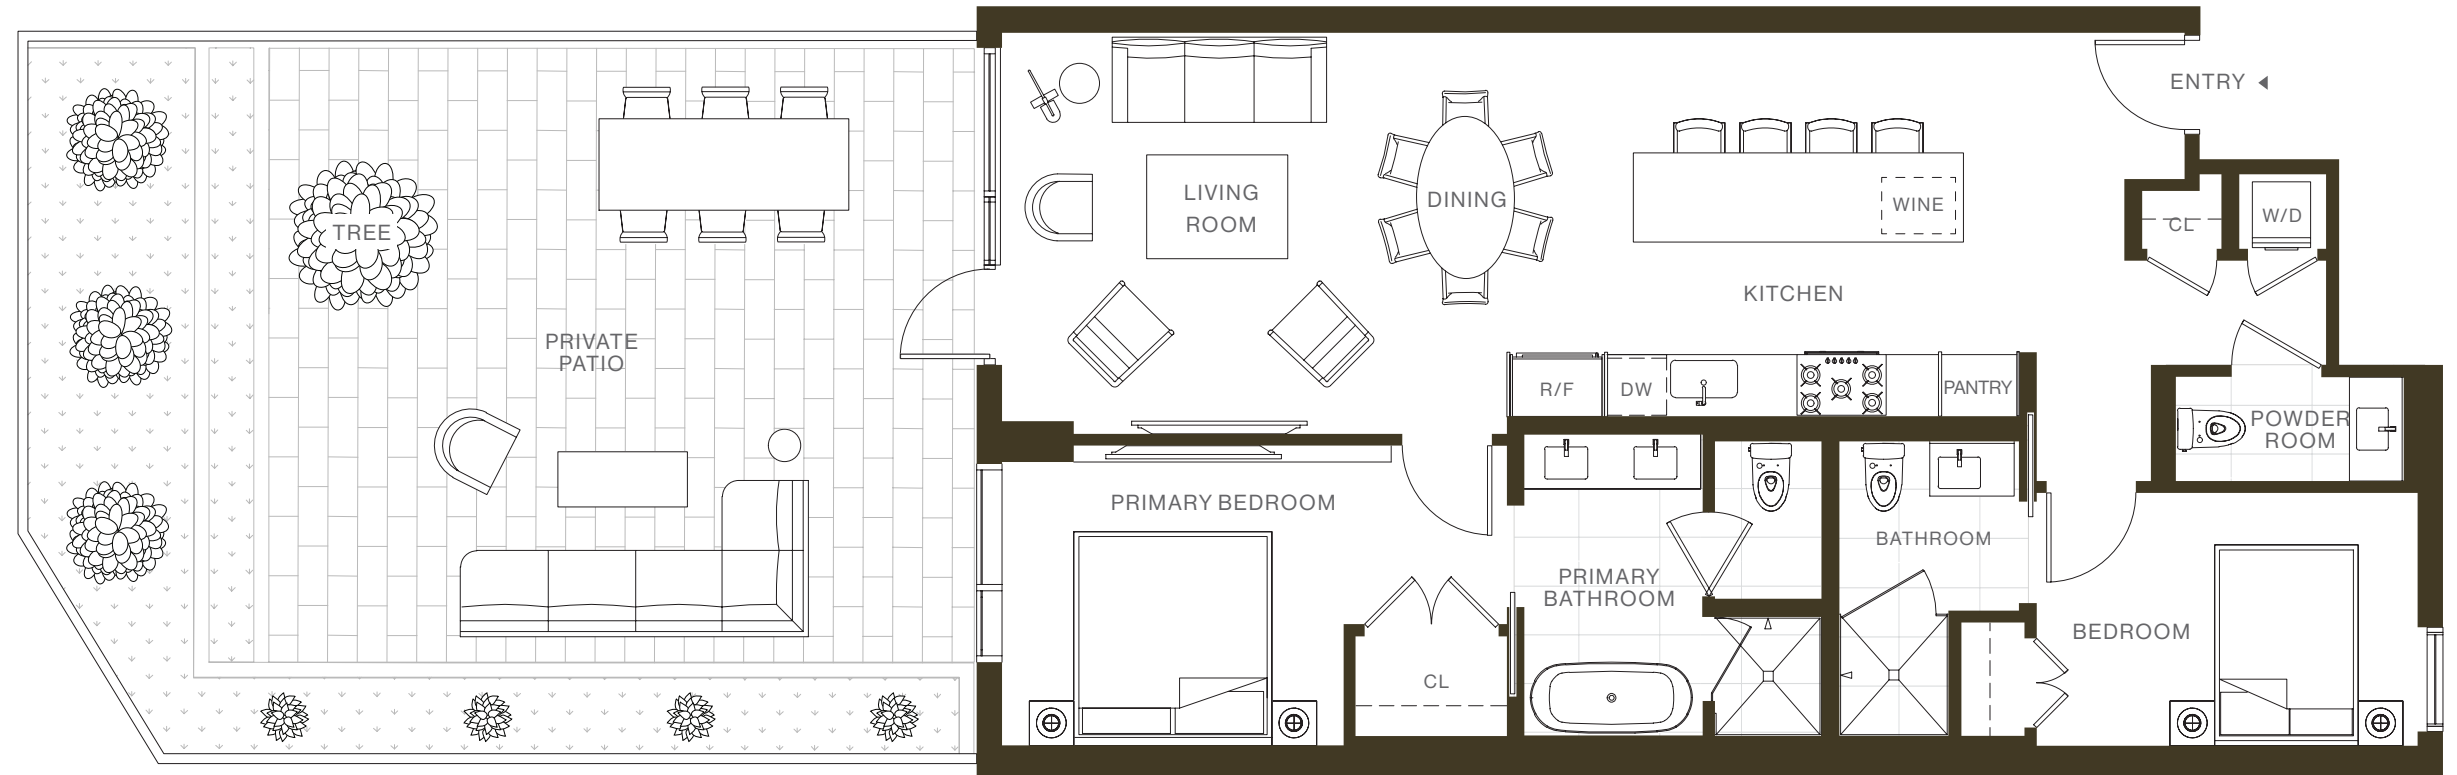 ENTRY
LIVING
ROOM
DINING
WINE
CL
W/D
TREE
KITCHEN
PRIVATE
PATIO
R/F
DW
PANTRY
POWDER
ROOM
PRIMARY BEDROOM
BATHROOM
PRIMARY
BATHROOM
BEDROOM
CL